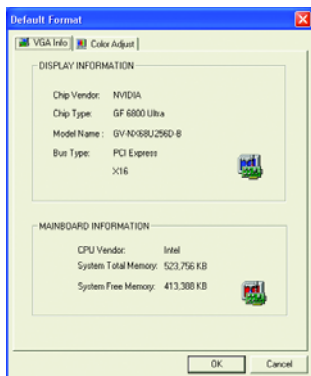 Default Format
VGA Info Color Adjust
DISPLAY INFORMATION
Chip Vendor: NVIDIA
Chip Type: GF 6800 Ultra
Model Name : GV-NX68U256D-B
Bus Type: PCI Express
X16
MAINBOARD INFORMATION
CPU Vendor: Intel
System Total Memory: 523,756 KB
System Free Memory: 413,388 KB
OK Cancel